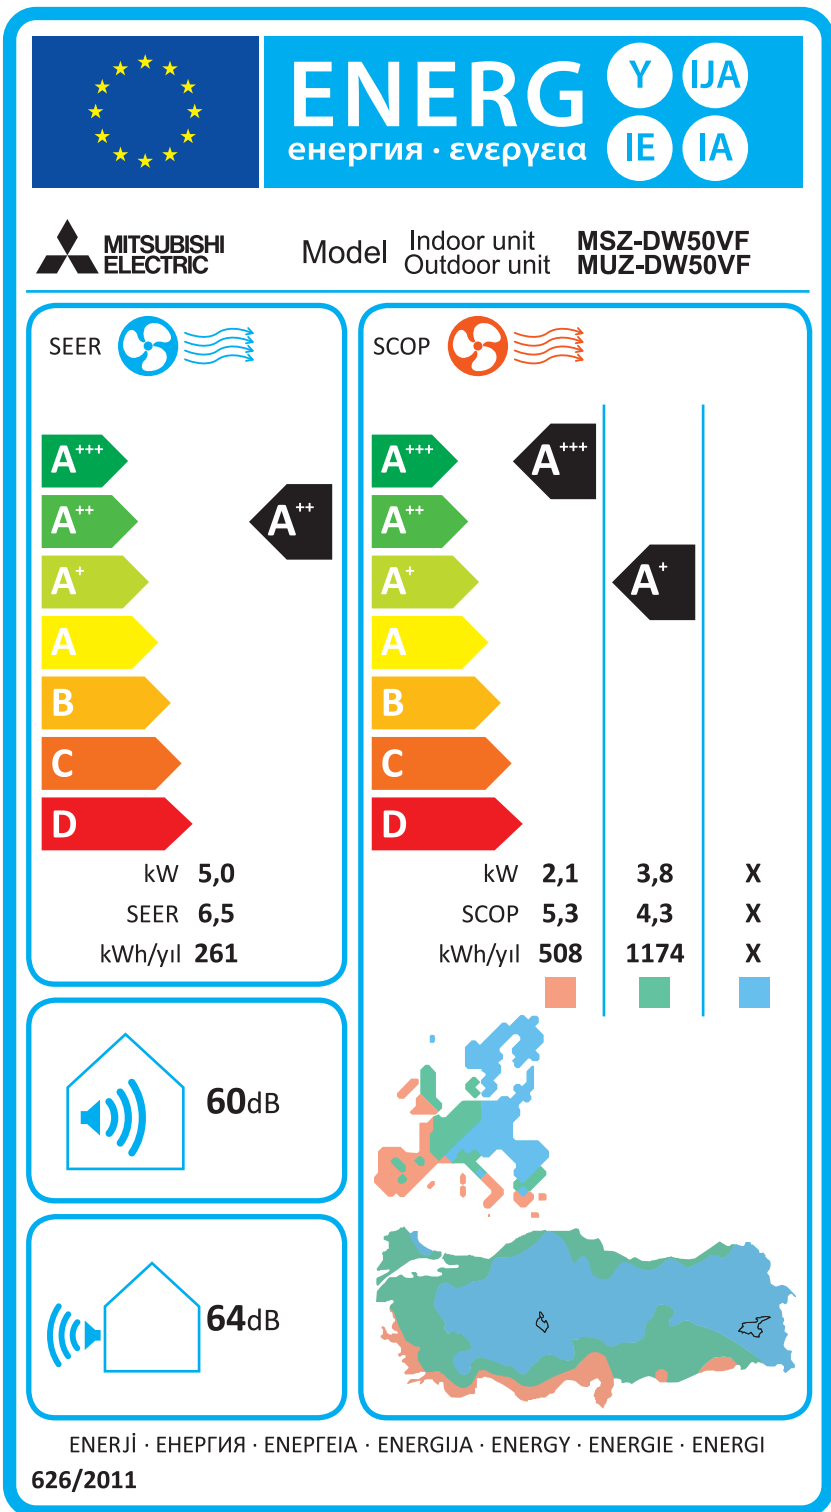 ENERG
енергия · ενεργεια
Y IJA
IE IA
MITSUBISHI
ELECTRIC
Model
Indoor unit MSZ-DW50VF
Outdoor unit MUZ-DW50VF
SEER
A+++
A++
A+
A
B
C
D
A++
kW 5,0
SEER 6,5
kWh/yıl 261
SCOP
A+++
A++
A+
A
B
C
D
A+++
A+
kW 2,1 3,8 X
SCOP 5,3 4,3 X
kWh/yıl 508 1174 X
60dB
64dB
ENERJİ · ЕНЕРГИЯ · ΕΝΕΡΓΕΙΑ · ENERGIJA · ENERGY · ENERGIE · ENERGI
626/2011